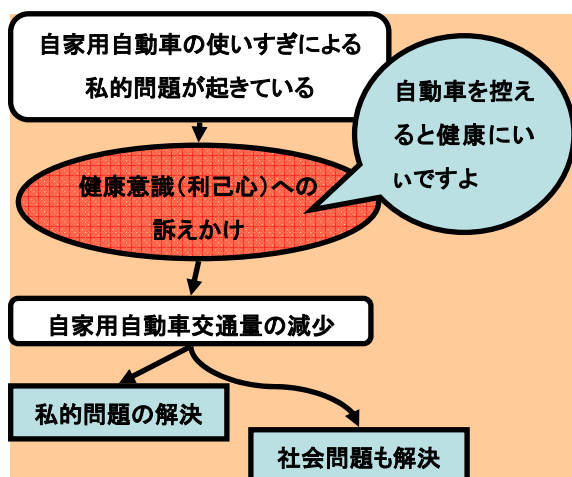 自家用自動車の使いすぎによる
私的問題が起きている
自動車を控え
ると健康にい
いですよ
健康意識(利己心)への
訴えかけ
自家用自動車交通量の減少
私的問題の解決
社会問題も解決